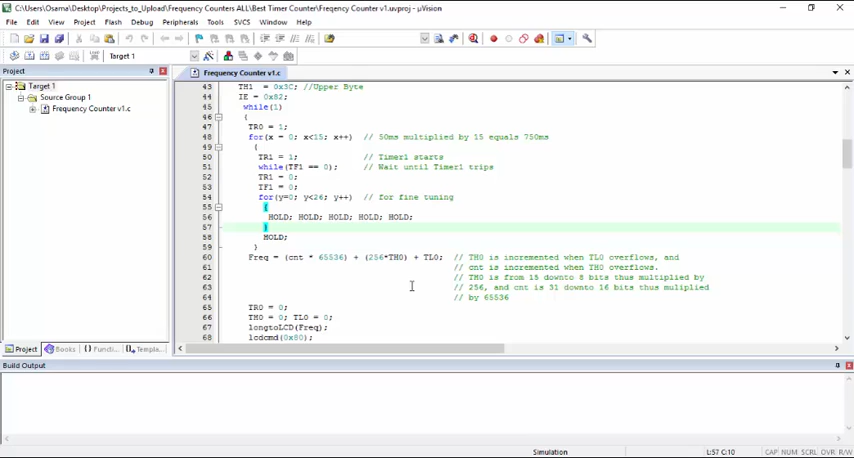 C:\Users\Osama\Desktop\Projects_to_Upload\Frequency Counters ALL\Best Timer Counter\Frequency Counter v1.uvproj - µVision
File Edit View Project Flash Debug Peripherals Tools SVCS Window Help
Target 1
Project
Frequency Counter v1.c
Target 1
Source Group 1
Frequency Counter v1.c
43 TH1 = 0x3C; //Upper Byte
44 IE = 0x82;
45 while(1)
46 {
47 TR0 = 1;
48 for(x = 0; x<15; x++) // 50ms multiplied by 15 equals 750ms
49 {
50 TR1 = 1; // Timer1 starts
51 while(TF1 == 0); // Wait until Timer1 trips
52 TR1 = 0;
53 TF1 = 0;
54 for(y=0; y<26; y++) // for fine tuning
55 {
56 HOLD; HOLD; HOLD; HOLD; HOLD;
57 }
58 HOLD;
59 }
60 Freq = (cnt * 65536) + (256*TH0) + TL0; // TH0 is incremented when TL0 overflows, and
61 // cnt is incremented when TH0 overflows.
62 // TH0 is from 15 downto 8 bits thus multiplied by
63 // 256, and cnt is 31 downto 16 bits thus muliplied
64 // by 65536
65 TR0 = 0;
66 TH0 = 0; TL0 = 0;
67 longtoLCD(Freq);
68 lcdcmd(0x80);
Project Books Functi... Templa...
Build Output
Simulation L:57 C:10 CAP NUM SCRL OVR R/W